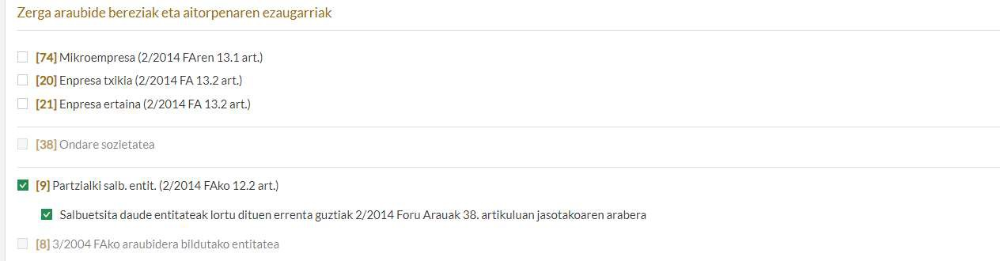 Zerga araubide bereziak eta aitorpenaren ezaugarriak
[74] Mikroempresa (2/2014 FAren 13.1 art.)
[20] Enpresa txikia (2/2014 FA 13.2 art.)
[21] Enpresa ertaina (2/2014 FA 13.2 art.)
[38] Ondare sozietatea
[9] Partzialki salb. entit. (2/2014 FAko 12.2 art.)
Salbuetsita daude entitateak lortu dituen errenta guztiak 2/2014 Foru Arauak 38. artikuluan jasotakoaren arabera
[8] 3/2004 FAko araubidera bildutako entitatea